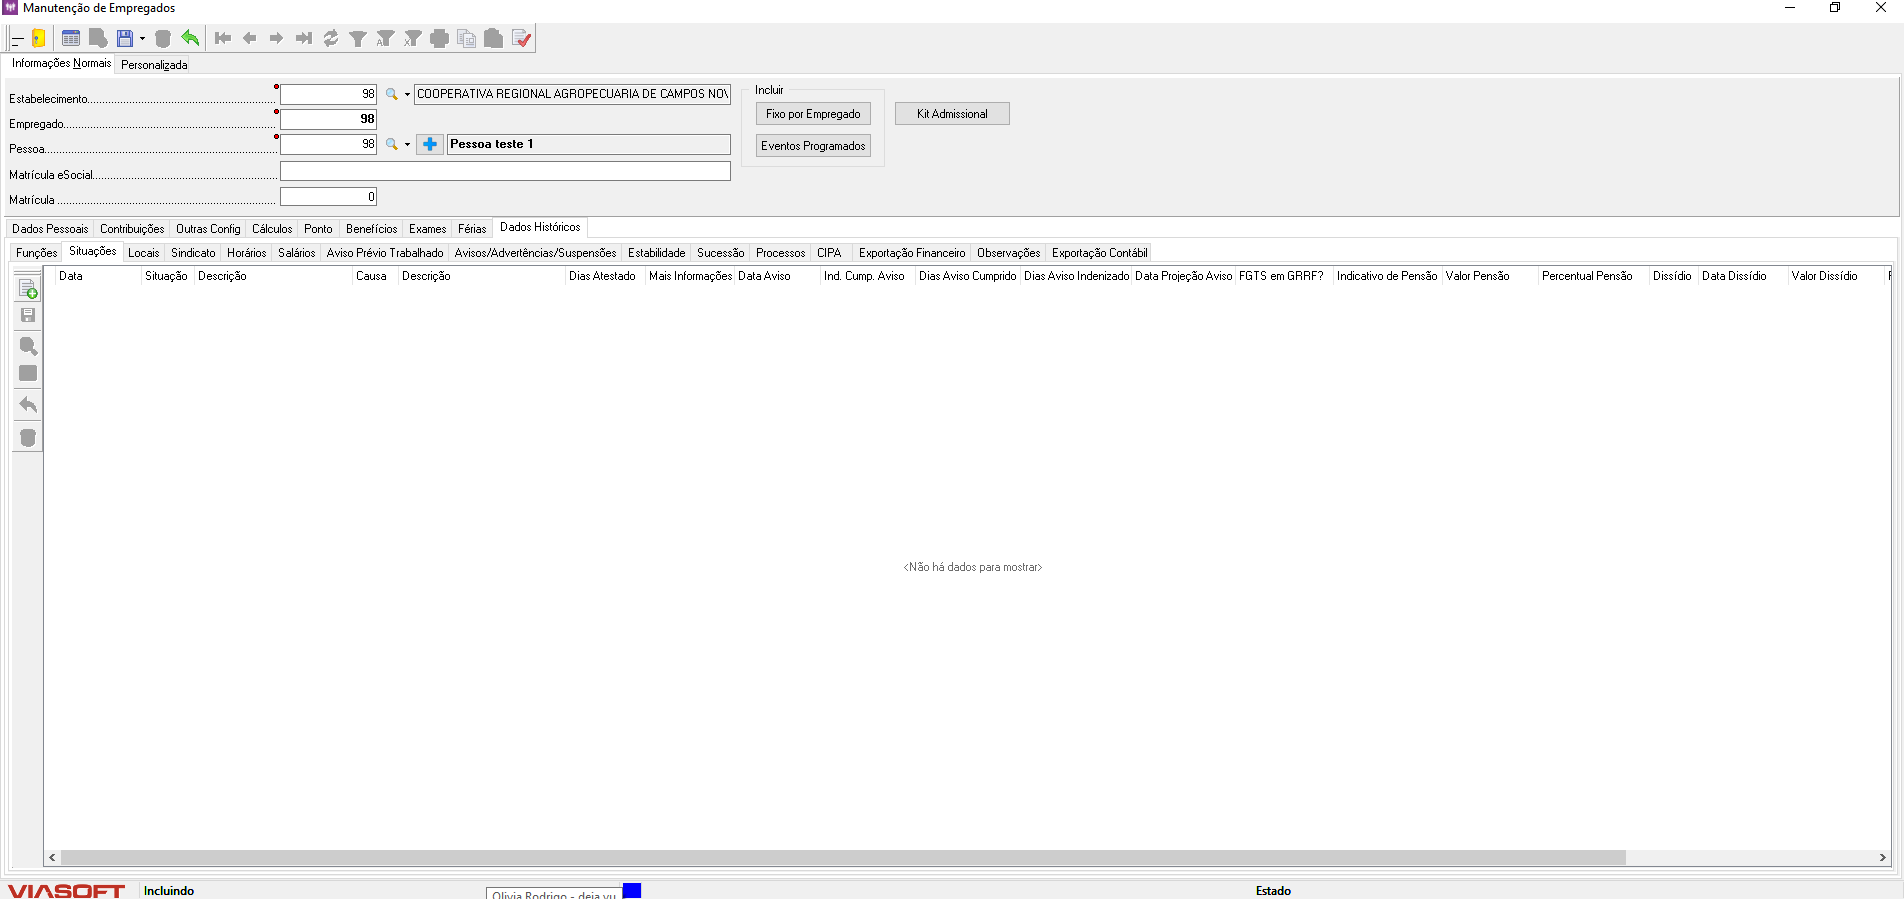 Manutenção de Empregados
Informações Normais Personalizada
Estabelecimento 98 COOPERATIVA REGIONAL AGROPECUARIA DE CAMPOS NOV
Empregado 98
Pessoa 98 Pessoa teste 1
Matrícula eSocial
Matrícula 0
Incluir
Fixo por Empregado
Eventos Programados
Kit Admissional
Dados Pessoais Contribuições Outras Config Cálculos Ponto Benefícios Exames Férias Dados Históricos
Funções Situações Locais Sindicato Horários Salários Aviso Prévio Trabalhado Avisos/Advertências/Suspensões Estabilidade Sucessão Processos CIPA Exportação Financeiro Observações Exportação Contábil
Data Situação Descrição Causa Descrição Dias Atestado Mais Informações Data Aviso Ind. Cump. Aviso Dias Aviso Cumprido Dias Aviso Indenizado Data Projeção Aviso FGTS em GRRF? Indicativo de Pensão Valor Pensão Percentual Pensão Dissídio Data Dissídio Valor Dissídio
<Não há dados para mostrar>
VIASOFT Incluindo Olivia Rodrigo - deja vu Estado